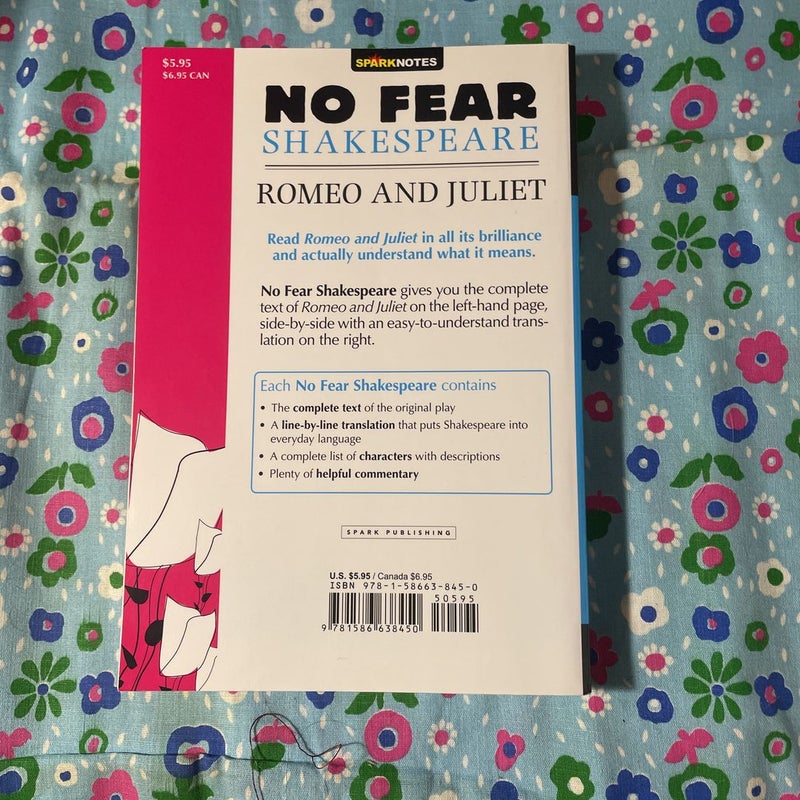 $5.95
$6.95 CAN
SPARKNOTES
NO FEAR
SHAKESPEARE
ROMEO AND JULIET
Read Romeo and Juliet in all its brilliance
and actually understand what it means.
No Fear Shakespeare gives you the complete
text of Romeo and Juliet on the left-hand page,
side-by-side with an easy-to-understand trans-
lation on the right.
Each No Fear Shakespeare contains
• The complete text of the original play
• A line-by-line translation that puts Shakespeare into
everyday language
• A complete list of characters with descriptions
• Plenty of helpful commentary
SPARK PUBLISHING
U.S. $5.95 / Canada $6.95
ISBN 978-1-58663-845-0
50595
9 781586 638450